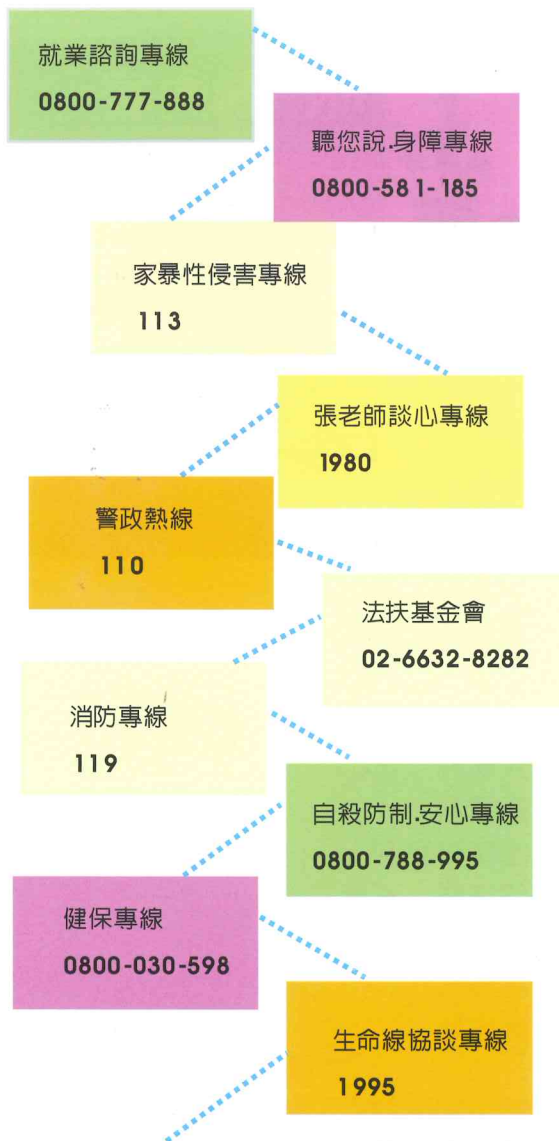 就業諮詢專線
0800-777-888
聽您說.身障專線
0800-581-185
家暴性侵害專線
113
張老師談心專線
1980
警政熱線
110
法扶基金會
02-6632-8282
消防專線
119
自殺防制.安心專線
0800-788-995
健保專線
0800-030-598
生命線協談專線
1995